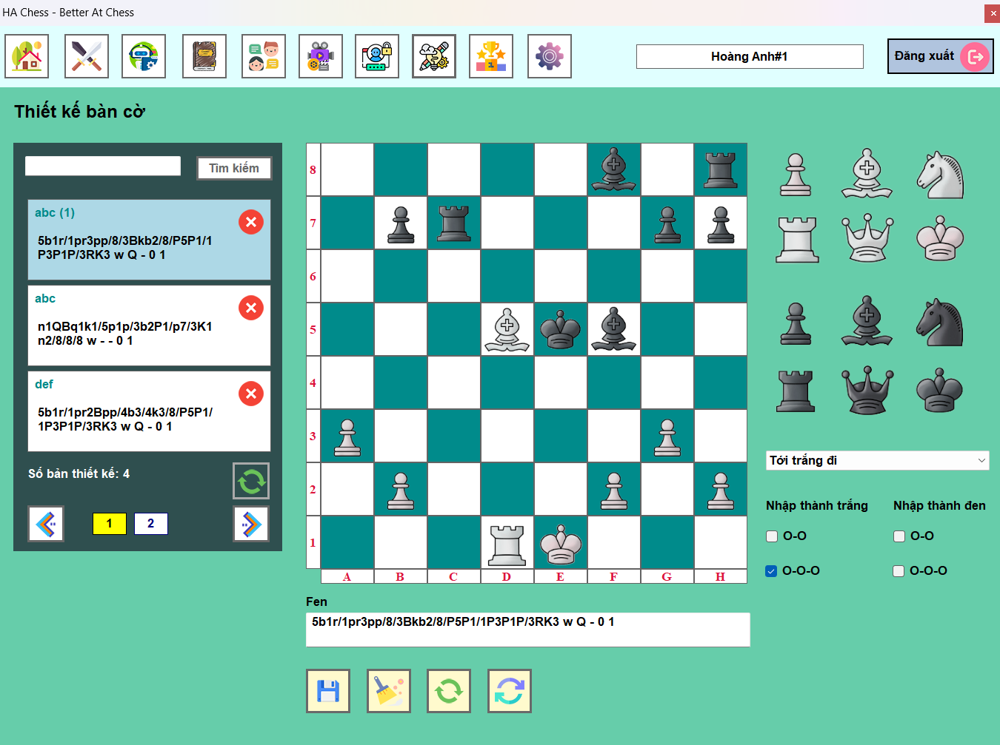 HA Chess - Better At Chess
Hoàng Anh#1
Đăng xuất
Thiết kế bàn cờ
Tìm kiếm
abc (1)
5b1r/1pr3pp/8/3Bkb2/8/P5P1/1
P3P1P/3RK3 w Q - 0 1
abc
n1QBq1k1/5p1p/3b2P1/p7/3K1
n2/8/8/8 w - - 0 1
def
5b1r/1pr2Bpp/4b3/4k3/8/P5P1/
1P3P1P/3RK3 w Q - 0 1
Số bản thiết kế: 4
1 2
8
7
6
5
4
3
2
1
A B C D E F G H
Fen
5b1r/1pr3pp/8/3Bkb2/8/P5P1/1P3P1P/3RK3 w Q - 0 1
Tới trắng đi
Nhập thành trắng Nhập thành đen
O-O O-O
O-O-O O-O-O